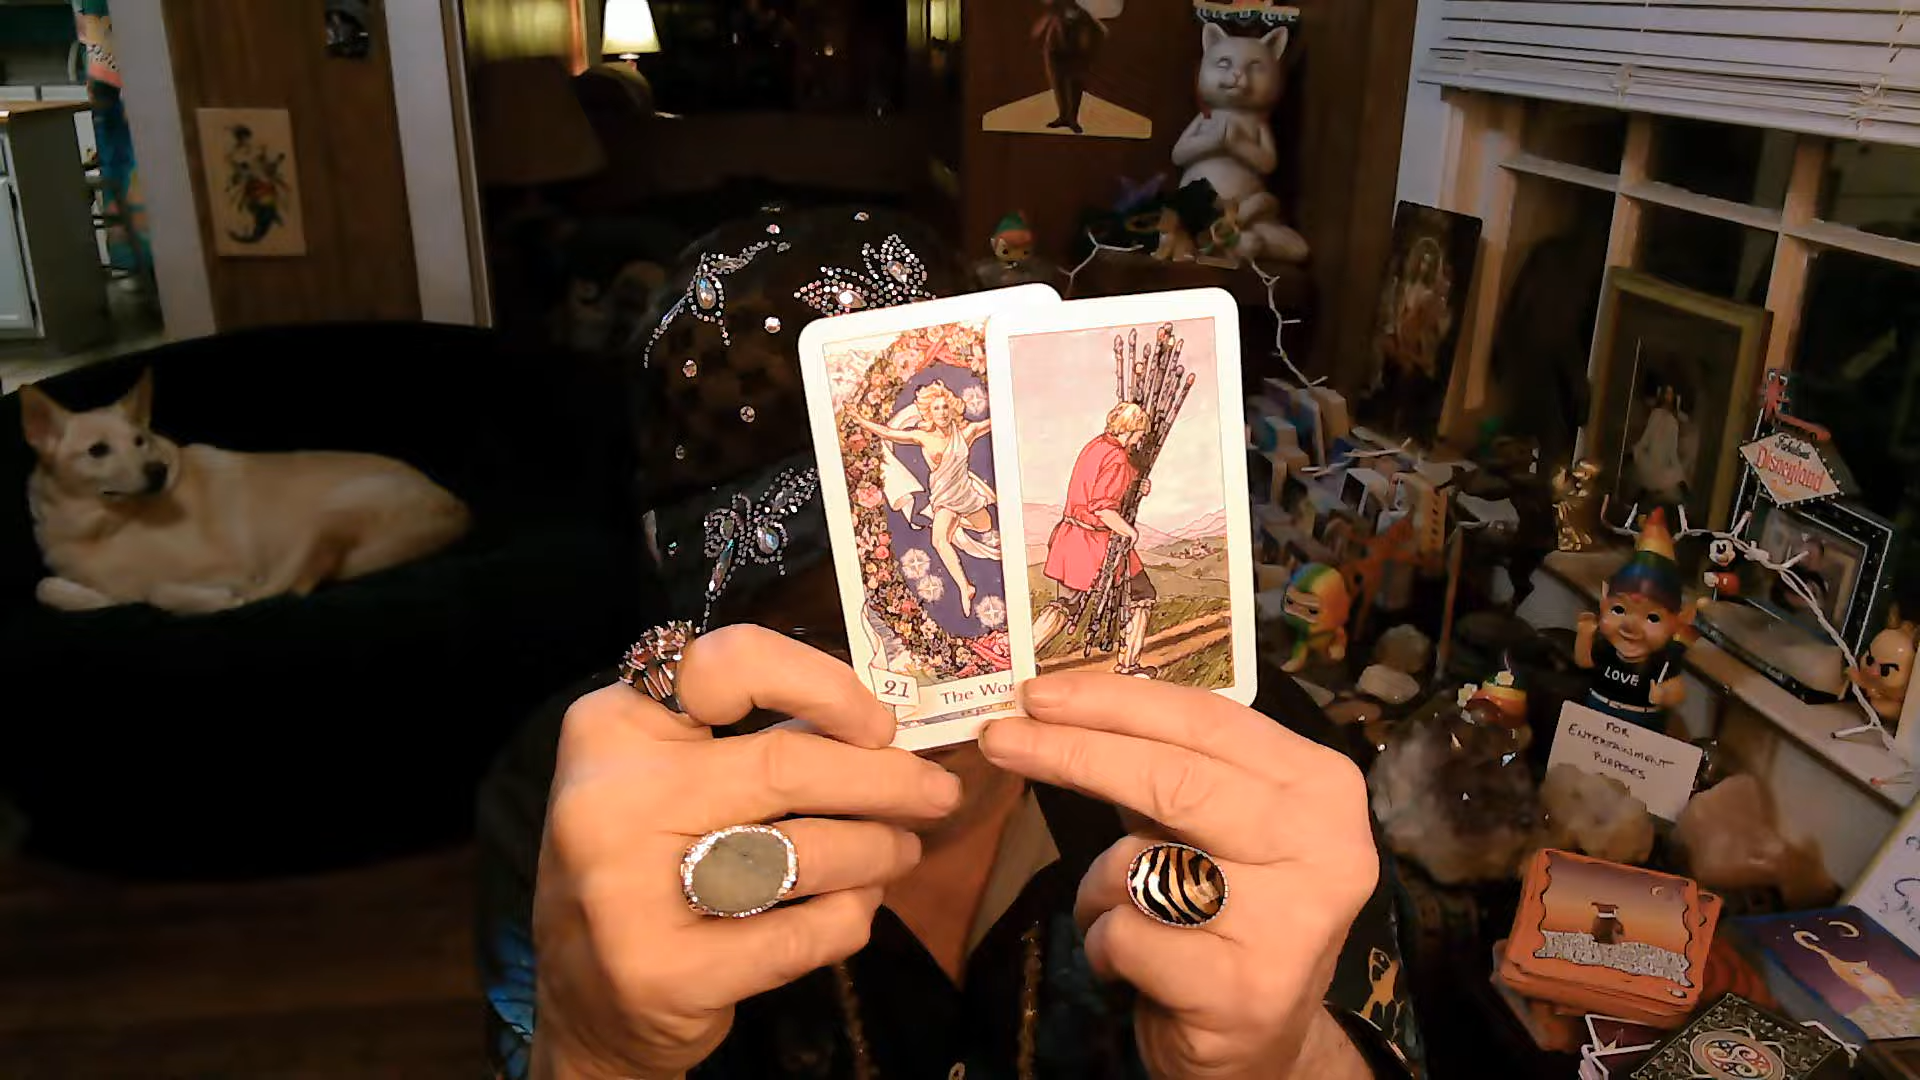 21
The Wor
Disneyland
LOVE
FOR
ENTERTAINMENT
PURPOSES